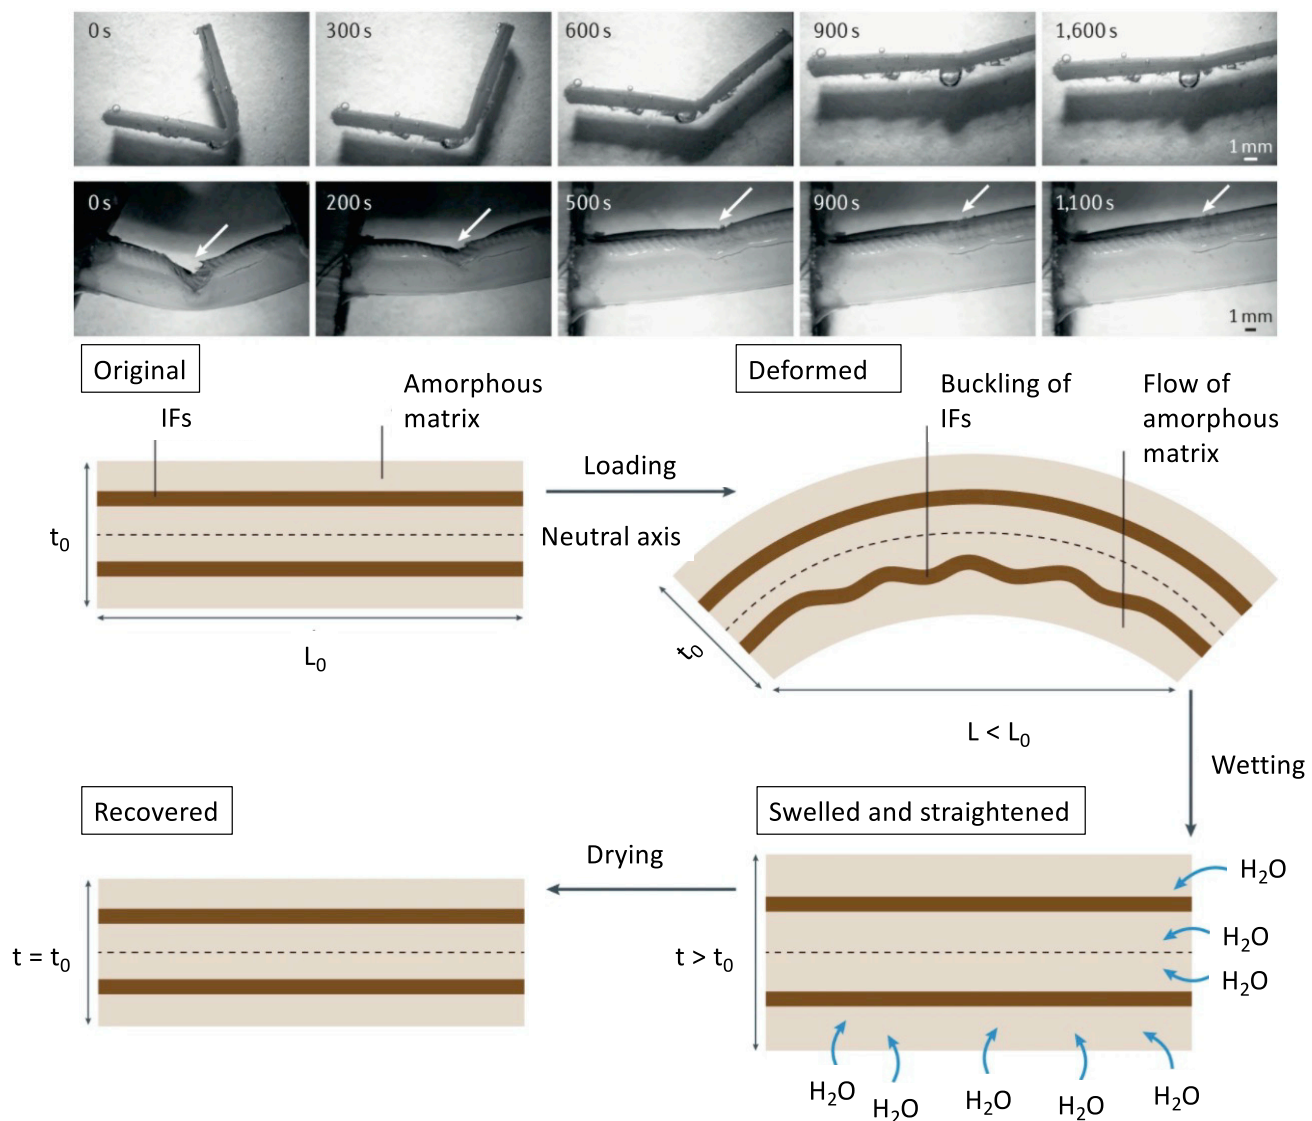 0 s
300 s
600 s
900 s
1,600 s
1 mm
0 s
200 s
500 s
900 s
1,100 s
1 mm
Original
Deformed
IFs
Amorphous
matrix
Buckling of
IFs
Flow of
amorphous
matrix
Loading
Neutral axis
t₀
L₀
t₀
L < L₀
Wetting
Recovered
Swelled and straightened
Drying
t = t₀
t > t₀
H₂O
H₂O
H₂O
H₂O
H₂O
H₂O
H₂O
H₂O